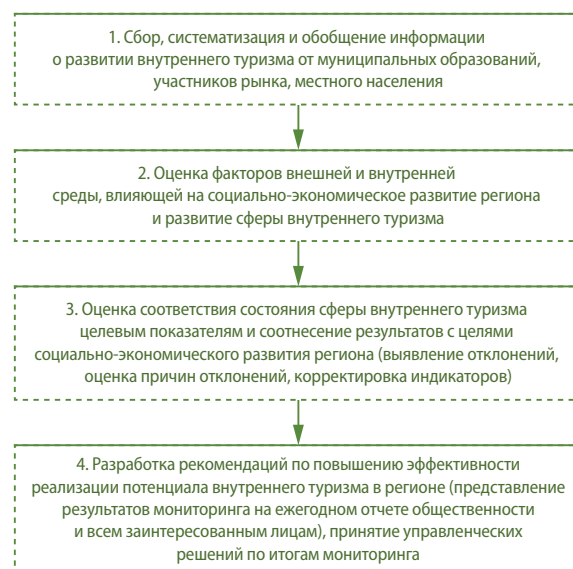 1. Сбор, систематизация и обобщение информации
о развитии внутреннего туризма от муниципальных образований,
участников рынка, местного населения
2. Оценка факторов внешней и внутренней
среды, влияющей на социально-экономическое развитие региона
и развитие сферы внутреннего туризма
3. Оценка соответствия состояния сферы внутреннего туризма
целевым показателям и соотнесение результатов с целями
социально-экономического развития региона (выявление отклонений,
оценка причин отклонений, корректировка индикаторов)
4. Разработка рекомендаций по повышению эффективности
реализации потенциала внутреннего туризма в регионе (представление
результатов мониторинга на ежегодном отчете общественности
и всем заинтересованным лицам), принятие управленческих
решений по итогам мониторинга